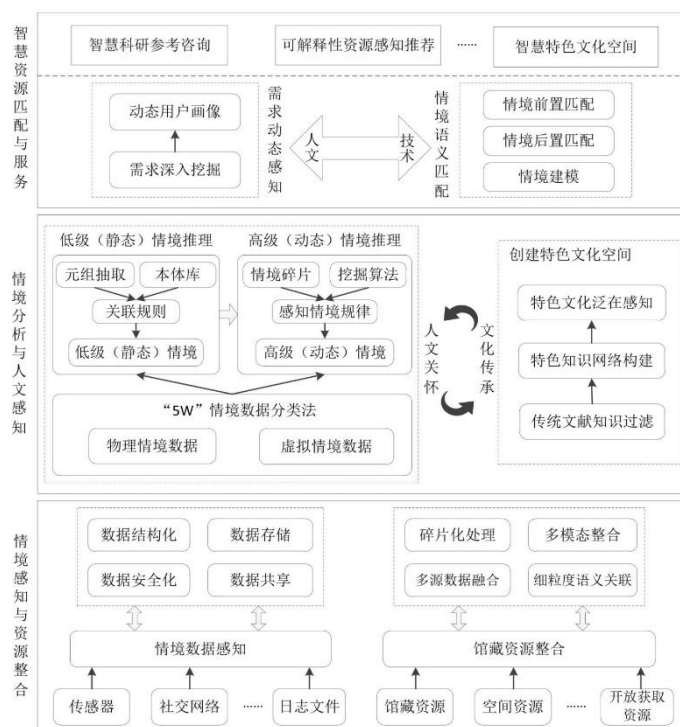 智慧资源匹配与服务
智慧科研参考咨询
可解释性资源感知推荐
……
智慧特色文化空间
动态用户画像
需求深入挖掘
需求动态感知
人文
技术
情境语义匹配
情境前置匹配
情境后置匹配
情境建模
情境分析与人文感知
低级（静态）情境推理
元组抽取
本体库
关联规则
低级（静态）情境
高级（动态）情境推理
情境碎片
挖掘算法
感知情境规律
高级（动态）情境
“5W”情境数据分类法
物理情境数据
虚拟情境数据
人文关怀
文化传承
创建特色文化空间
特色文化泛在感知
特色知识网络构建
传统文献知识过滤
情境感知与资源整合
数据结构化
数据存储
数据安全化
数据共享
情境数据感知
传感器
社交网络
……
日志文件
碎片化处理
多模态整合
多源数据融合
细粒度语义关联
馆藏资源整合
馆藏资源
空间资源
……
开放获取
资源